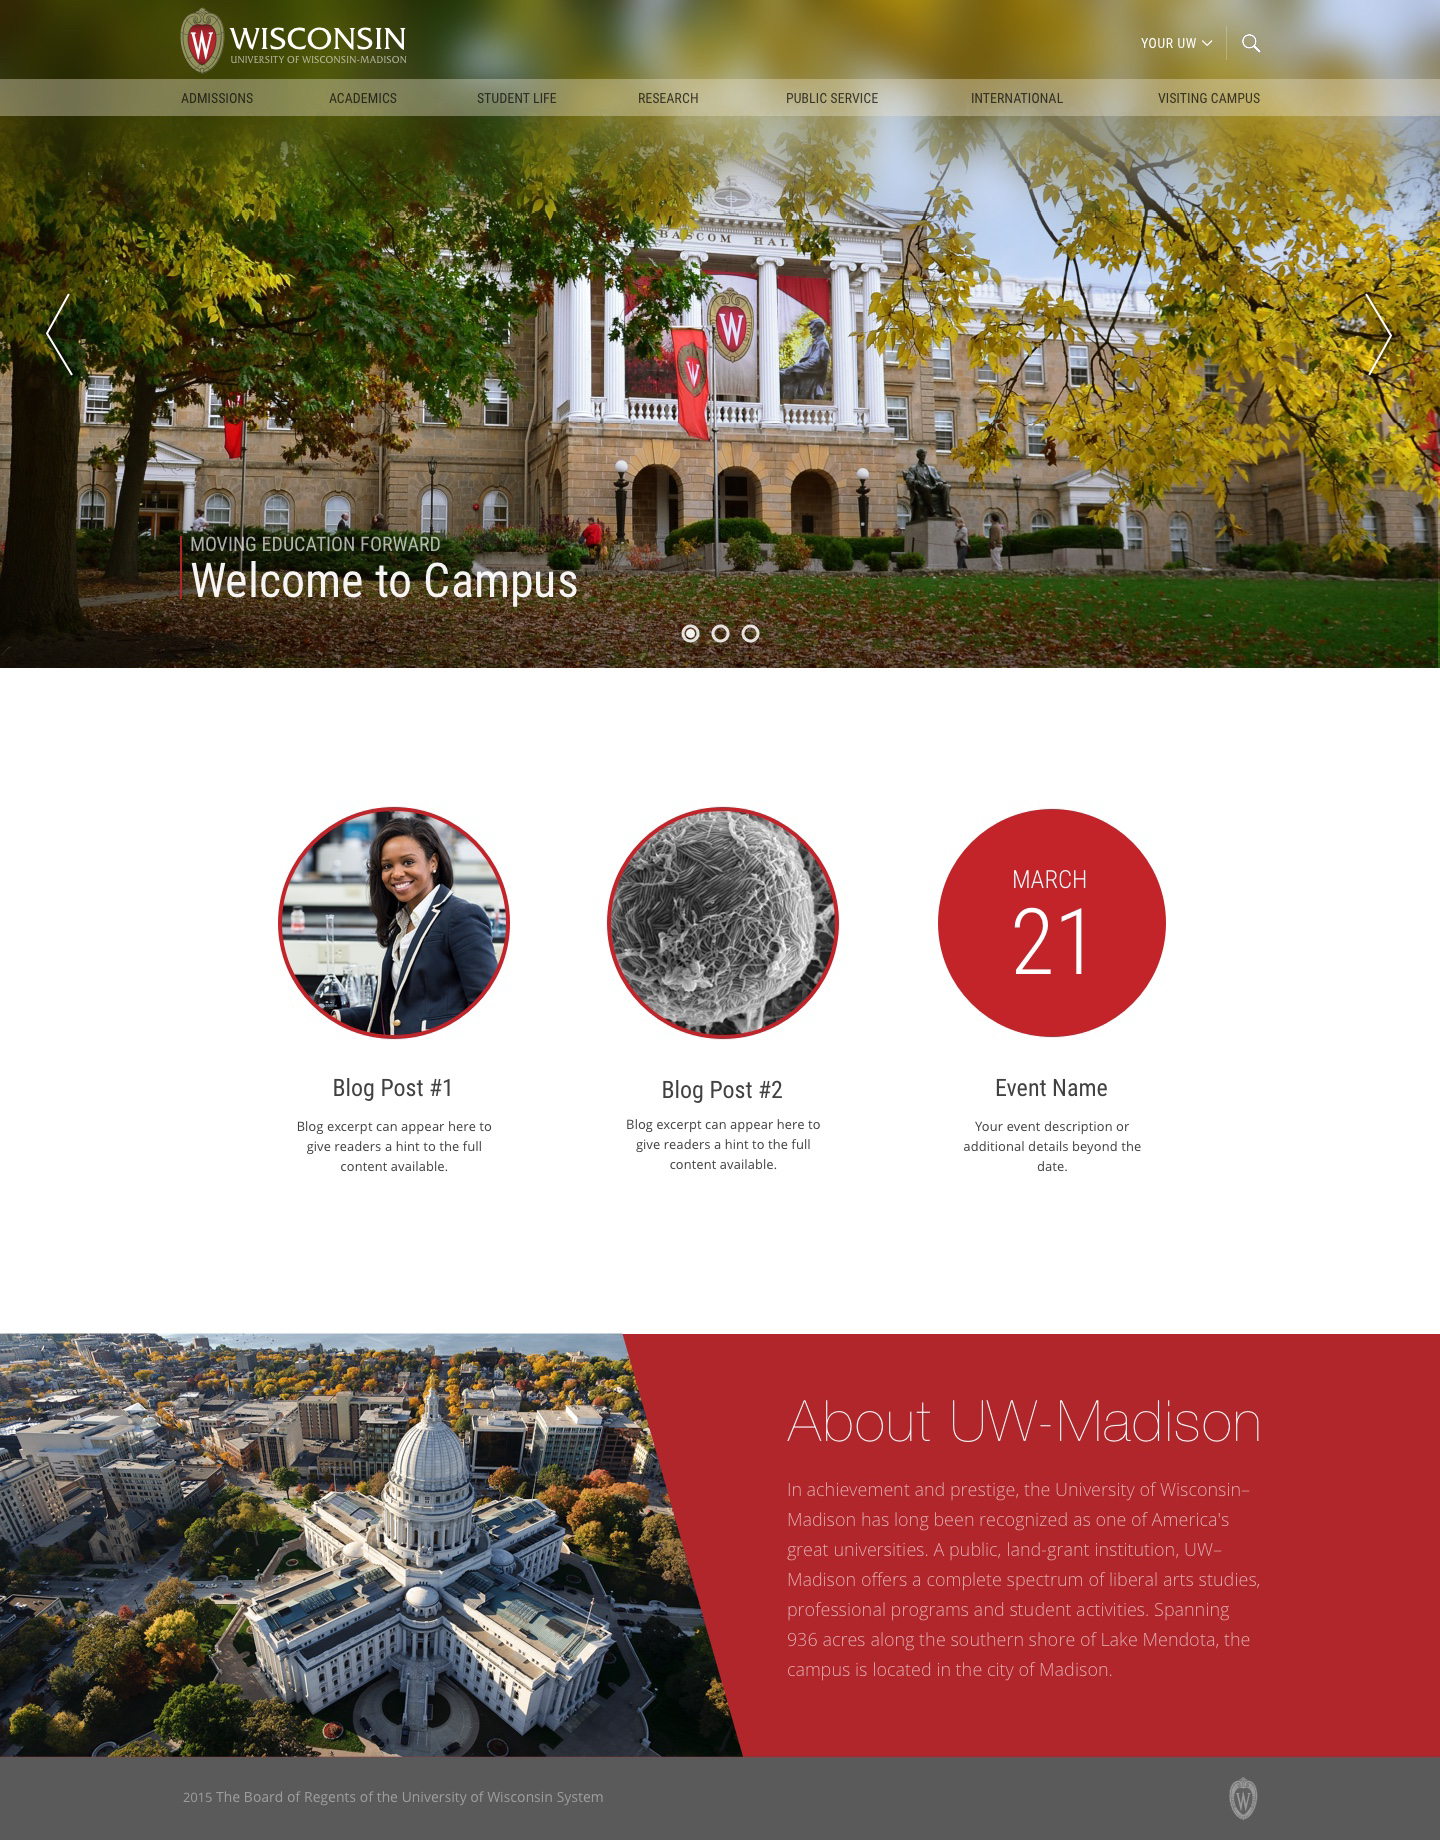 W
WISCONSIN
UNIVERSITY OF WISCONSIN-MADISON
YOUR UW
ADMISSIONS ACADEMICS STUDENT LIFE RESEARCH PUBLIC SERVICE INTERNATIONAL VISITING CAMPUS
BASCOM HALL
W
W
MOVING EDUCATION FORWARD
Welcome to Campus
MARCH
21
Blog Post #1
Blog excerpt can appear here to
give readers a hint to the full
content available.
Blog Post #2
Blog excerpt can appear here to
give readers a hint to the full
content available.
Event Name
Your event description or
additional details beyond the
date.
About UW-Madison
In achievement and prestige, the University of Wisconsin–
Madison has long been recognized as one of America's
great universities. A public, land-grant institution, UW–
Madison offers a complete spectrum of liberal arts studies,
professional programs and student activities. Spanning
936 acres along the southern shore of Lake Mendota, the
campus is located in the city of Madison.
2015 The Board of Regents of the University of Wisconsin System
W